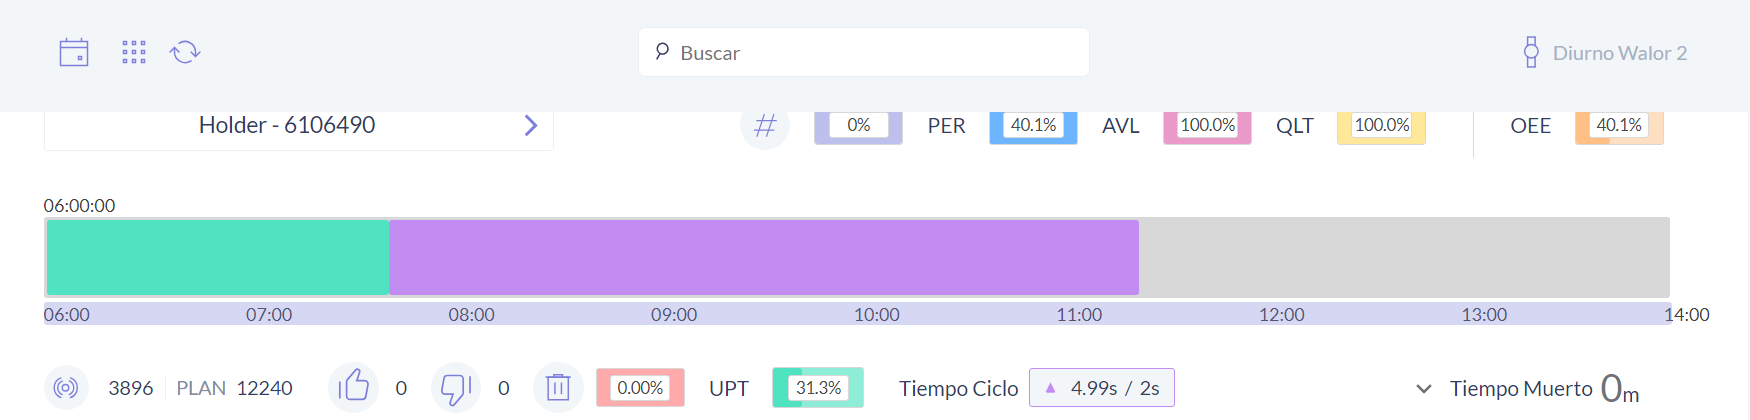 Buscar
Diurno Walor 2
Holder - 6106490
# 0% PER 40.1% AVL 100.0% QLT 100.0% OEE 40.1%
06:00:00
06:00 07:00 08:00 09:00 10:00 11:00 12:00 13:00 14:00
3896 PLAN 12240 0 0 0.00% UPT 31.3% Tiempo Ciclo 4.99s / 2s Tiempo Muerto 0m